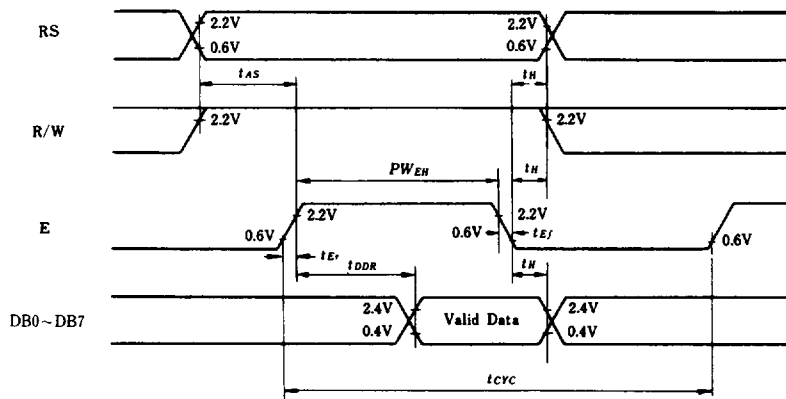 RS
2.2V
0.6V
2.2V
0.6V
tAS
tH
R/W
2.2V
2.2V
PWEH
tH
E
0.6V
2.2V
0.6V
2.2V
tEf
0.6V
tEr
tDDR
tH
DB0~DB7
2.4V
0.4V
Valid Data
2.4V
0.4V
tCYC